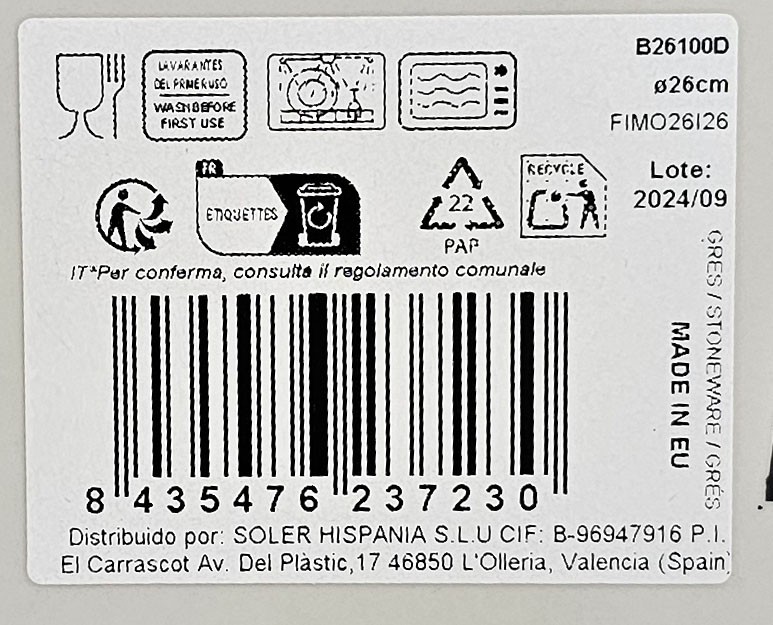 B26100D
LAVAR ANTES
DEL PRIMER USO
WASH BEFORE
FIRST USE
ø26cm
FIMO26I26
FR
ETIQUETTES
22
PAP
RECYCLE
Lote:
2024/09
IT*Per conferma, consulta il regolamento comunale
GRES / STONEWARE / GRÉS
MADE IN EU
8 435476 237230
Distribuido por: SOLER HISPANIA S.L.U CIF: B-96947916 P.I.
El Carrascot Av. Del Plàstic,17 46850 L'Olleria, Valencia (Spain)